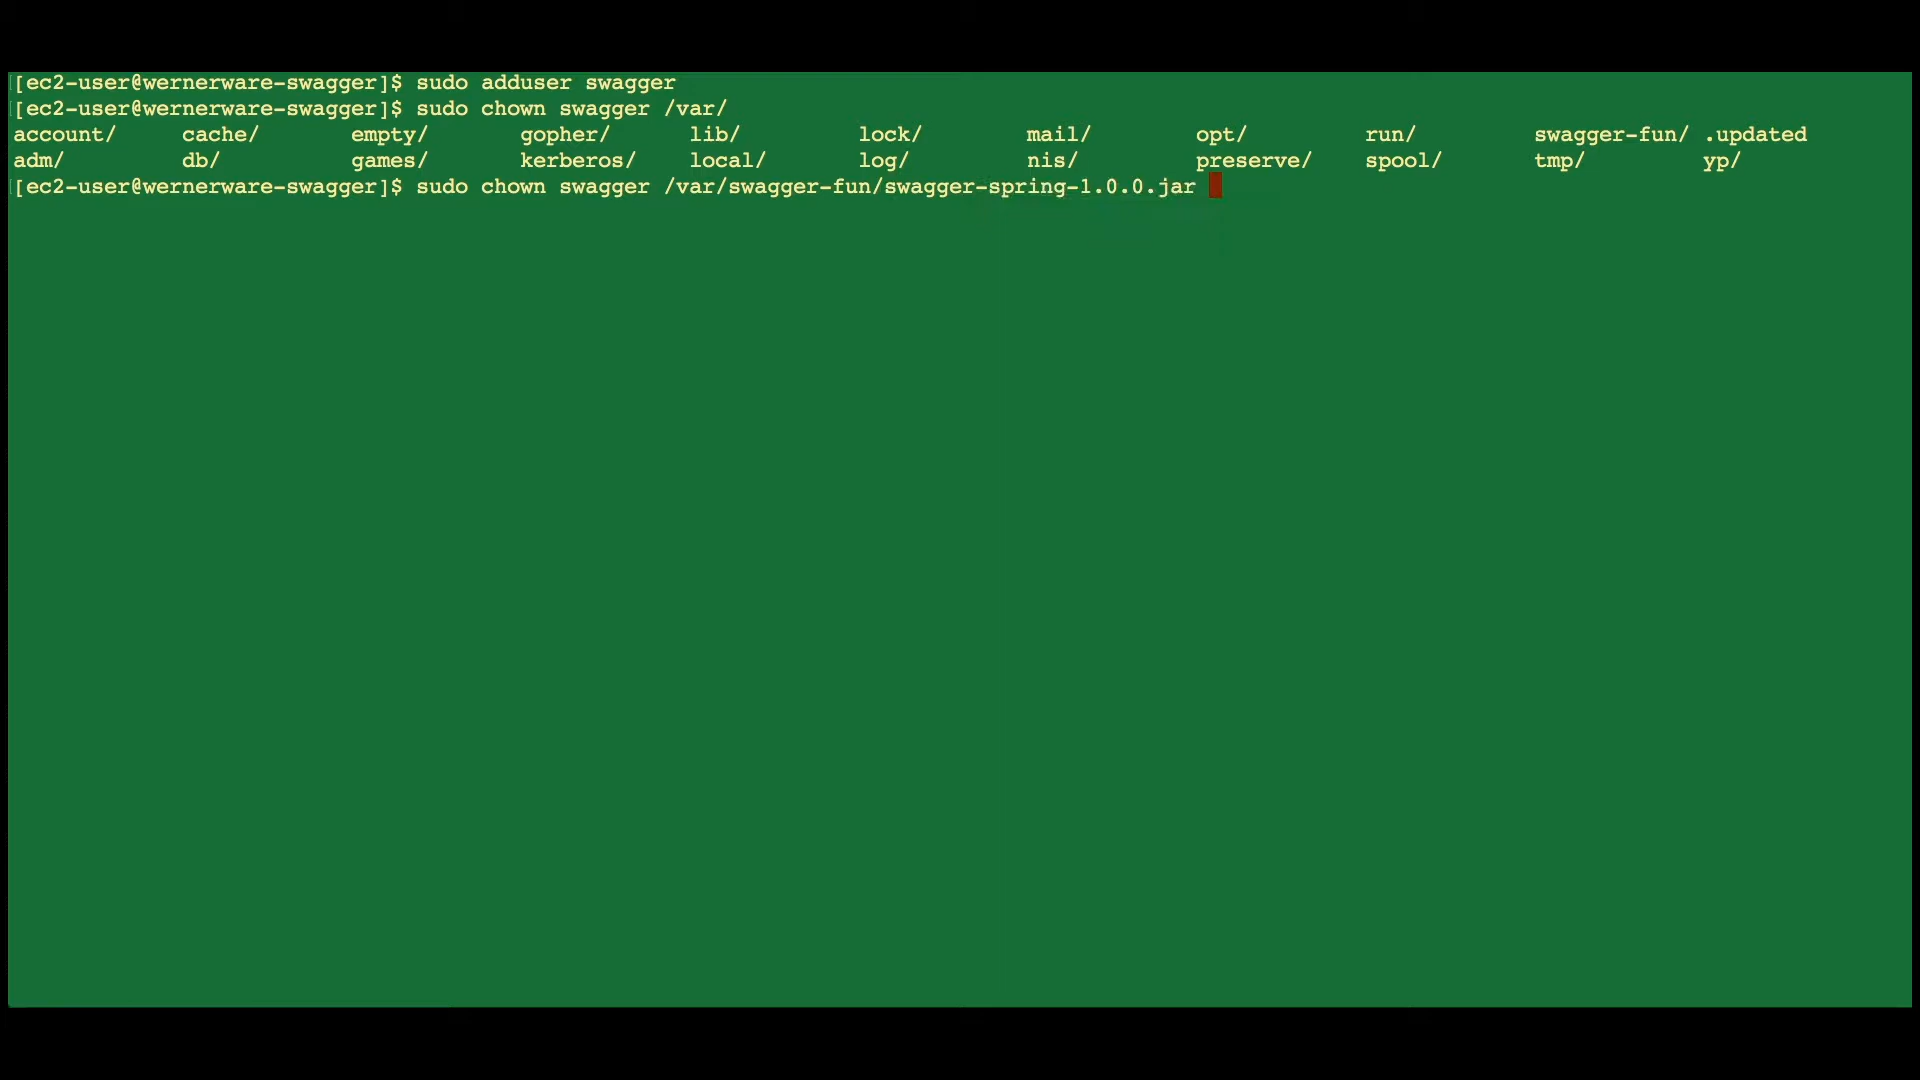 [ec2-user@wernerware-swagger]$ sudo adduser swagger
[ec2-user@wernerware-swagger]$ sudo chown swagger /var/
account/ cache/ empty/ gopher/ lib/ lock/ mail/ opt/ run/ swagger-fun/ .updated
adm/ db/ games/ kerberos/ local/ log/ nis/ preserve/ spool/ tmp/ yp/
[ec2-user@wernerware-swagger]$ sudo chown swagger /var/swagger-fun/swagger-spring-1.0.0.jar